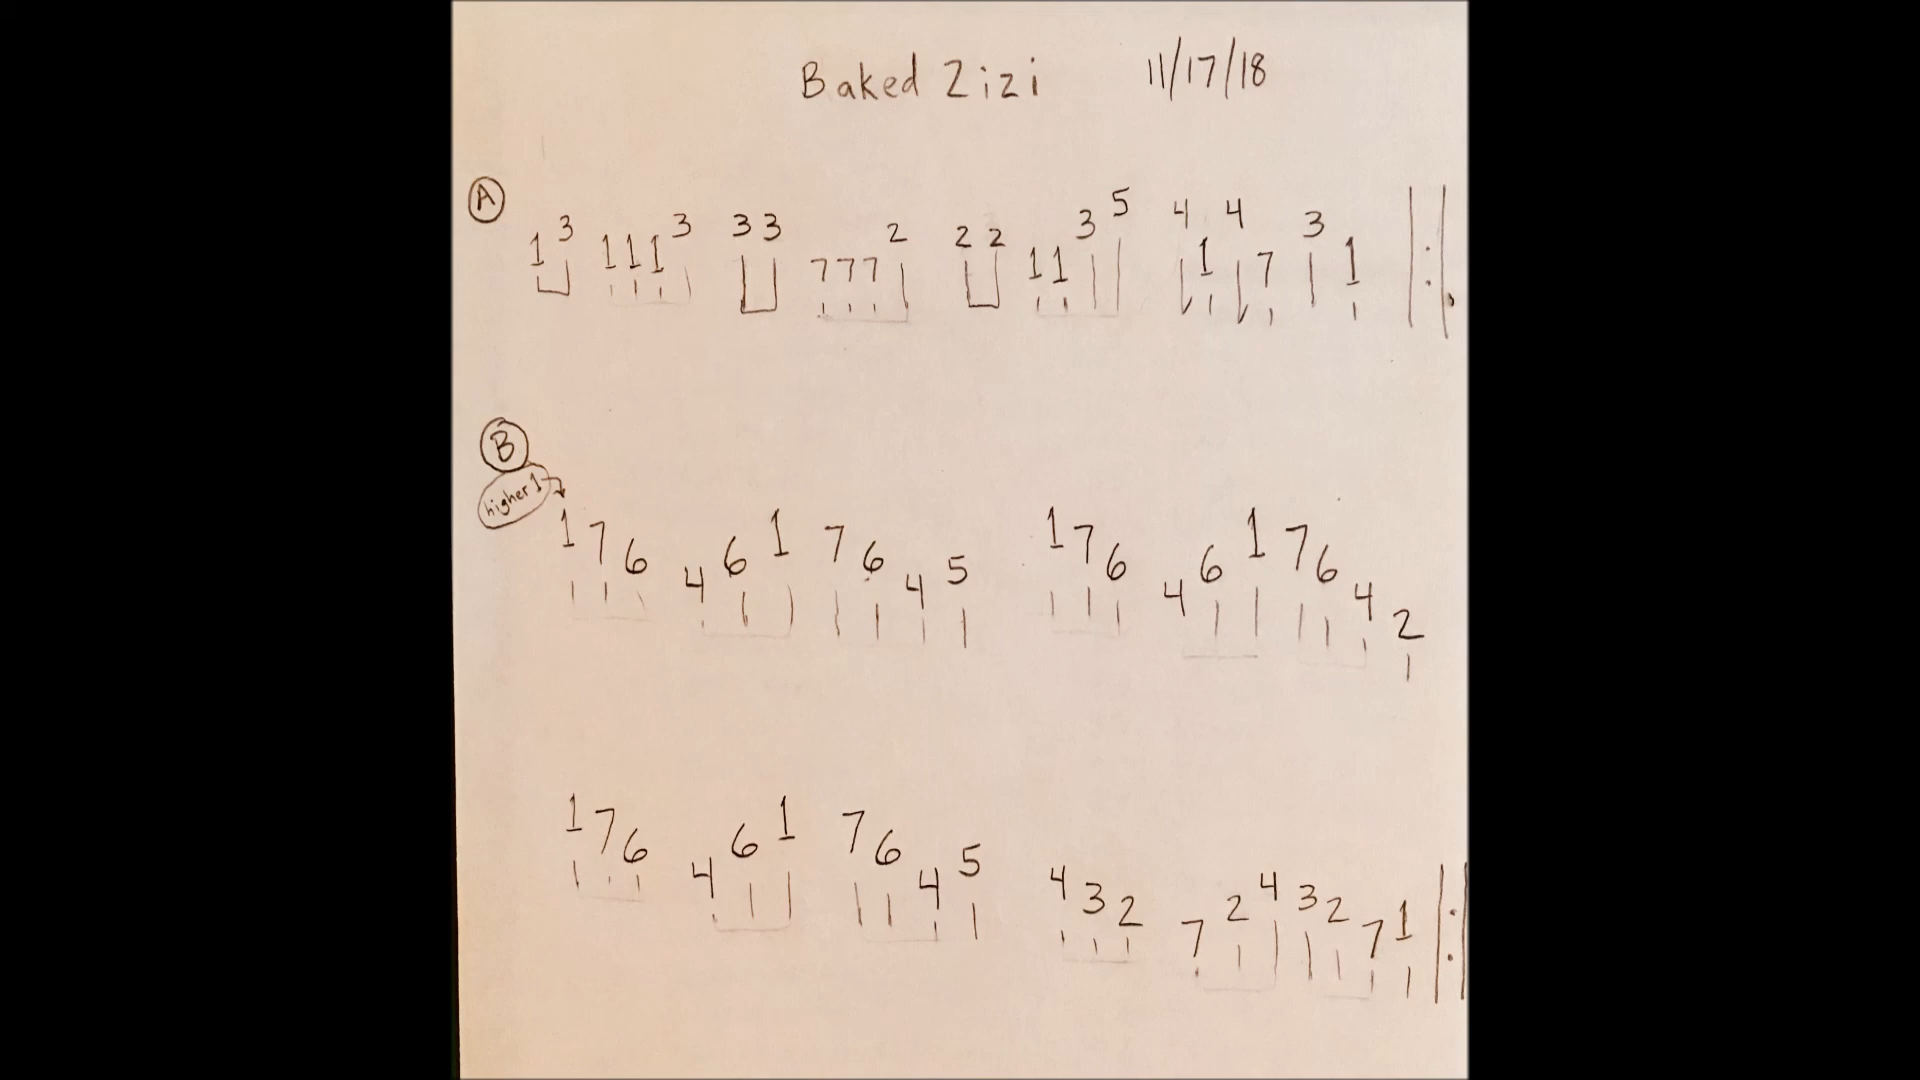 Baked Zizi 11/17/18
A
1 3 1 1 1 3 3 3 7 7 7 2 2 2 1 1 3 5 4 1 4 7 3 1
B
higher 1
1 7 6 4 6 1 7 6 4 5 1 7 6 4 6 1 7 6 4 2
1 7 6 4 6 1 7 6 4 5 4 3 2 7 2 4 3 2 7 1